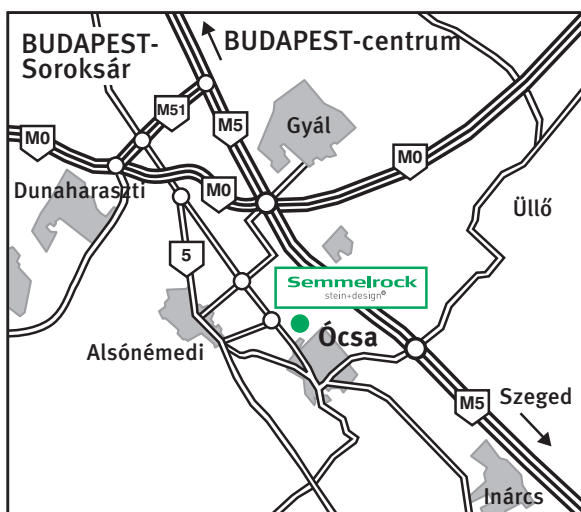 BUDAPEST-
Soroksár
BUDAPEST-centrum
M51
M5
Gyál
M0
M0
Dunaharaszti
M0
Üllő
5
Semmelrock
stein+design®
Ócsa
Alsónémedi
M5
Szeged
Inárcs